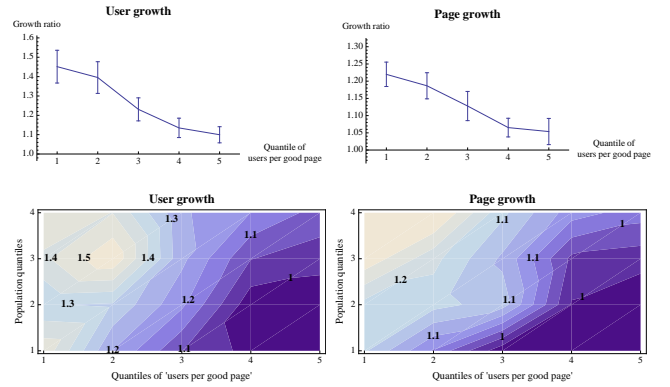 User growth
Growth ratio
1.6
1.5
1.4
1.3
1.2
1.1
1.0
1 2 3 4 5
Quantile of
users per good page
Page growth
Growth ratio
1.30
1.25
1.20
1.15
1.10
1.05
1.00
1 2 3 4 5
Quantile of
users per good page
User growth
Population quantiles
4
3
2
1
1.3
1.1
1.4 1.5 1.4
1
1.3 1.2
1.2 1.1
1 2 3 4 5
Quantiles of 'users per good page'
Page growth
Population quantiles
4
3
2
1
1.1 1
1.1
1.2
1.1 1
1.1 1
1 2 3 4 5
Quantiles of 'users per good page'